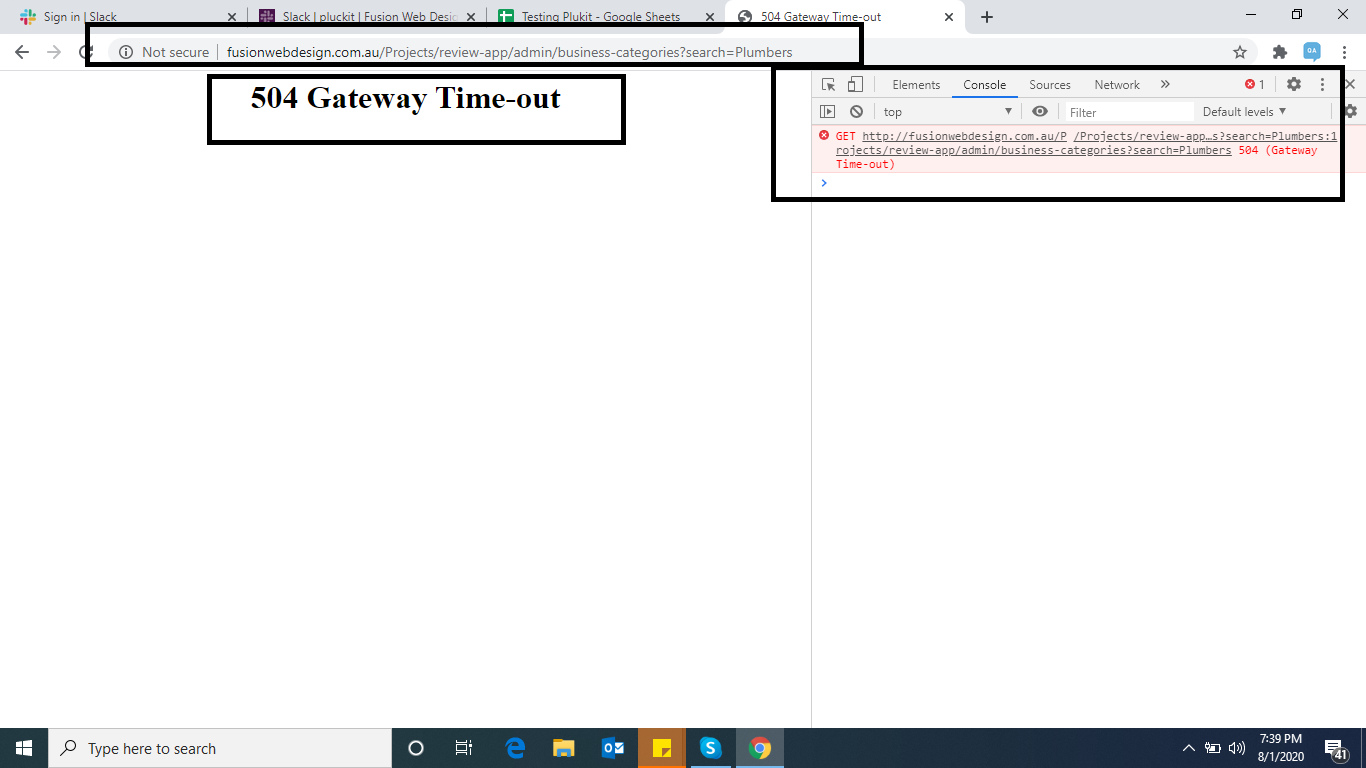 Sign in | Slack
Slack | pluckit | Fusion Web Desig
Testing Plukit - Google Sheets
504 Gateway Time-out
Not secure
fusionwebdesign.com.au/Projects/review-app/admin/business-categories?search=Plumbers
504 Gateway Time-out
Elements
Console
Sources
Network
1
top
Filter
Default levels
GET http://fusionwebdesign.com.au/P /Projects/review-app…s?search=Plumbers:1
rojects/review-app/admin/business-categories?search=Plumbers 504 (Gateway
Time-out)
Type here to search
7:39 PM
8/1/2020
41